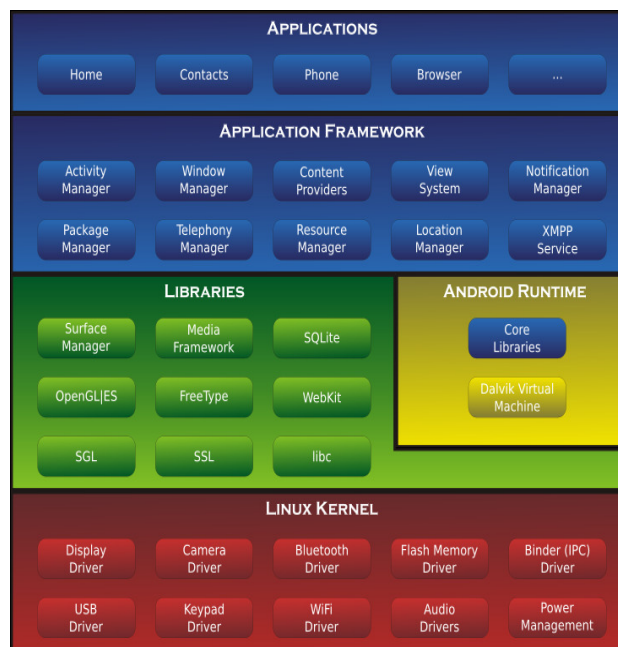 APPLICATIONS
Home
Contacts
Phone
Browser
...
APPLICATION FRAMEWORK
Activity
Manager
Window
Manager
Content
Providers
View
System
Notification
Manager
Package
Manager
Telephony
Manager
Resource
Manager
Location
Manager
XMPP
Service
LIBRARIES
Surface
Manager
Media
Framework
SQLite
OpenGL|ES
FreeType
WebKit
SGL
SSL
libc
ANDROID RUNTIME
Core
Libraries
Dalvik Virtual
Machine
LINUX KERNEL
Display
Driver
Camera
Driver
Bluetooth
Driver
Flash Memory
Driver
Binder (IPC)
Driver
USB
Driver
Keypad
Driver
WiFi
Driver
Audio
Drivers
Power
Management